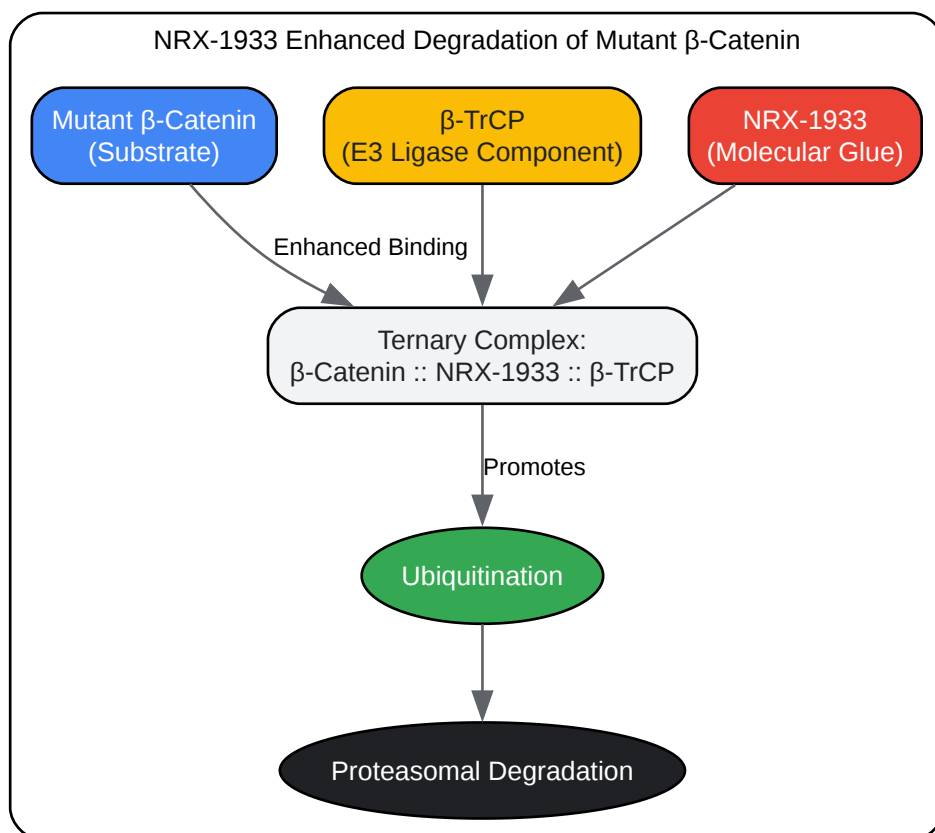 NRX-1933 Enhanced Degradation of Mutant β-Catenin
Mutant β-Catenin
(Substrate)
β-TrCP
(E3 Ligase Component)
NRX-1933
(Molecular Glue)
Enhanced Binding
Ternary Complex:
β-Catenin :: NRX-1933 :: β-TrCP
Promotes
Ubiquitination
Proteasomal Degradation